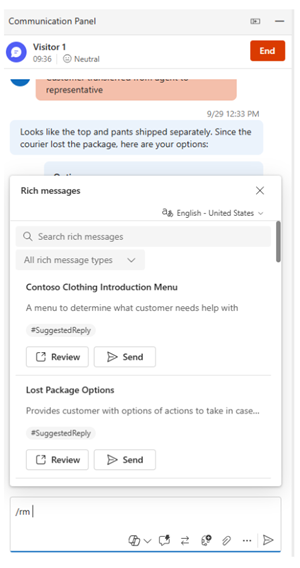 Communication Panel
Visitor 1
09:36
Neutral
End
Customer transferred from agent to
representative
9/29 12:33 PM
Looks like the top and pants shipped separately. Since the
courier lost the package, here are your options:
Rich messages
English - United States
Search rich messages
All rich message types
Contoso Clothing Introduction Menu
A menu to determine what customer needs help with
#SuggestedReply
Review
Send
Lost Package Options
Provides customer with options of actions to take in case...
#SuggestedReply
Review
Send
/rm